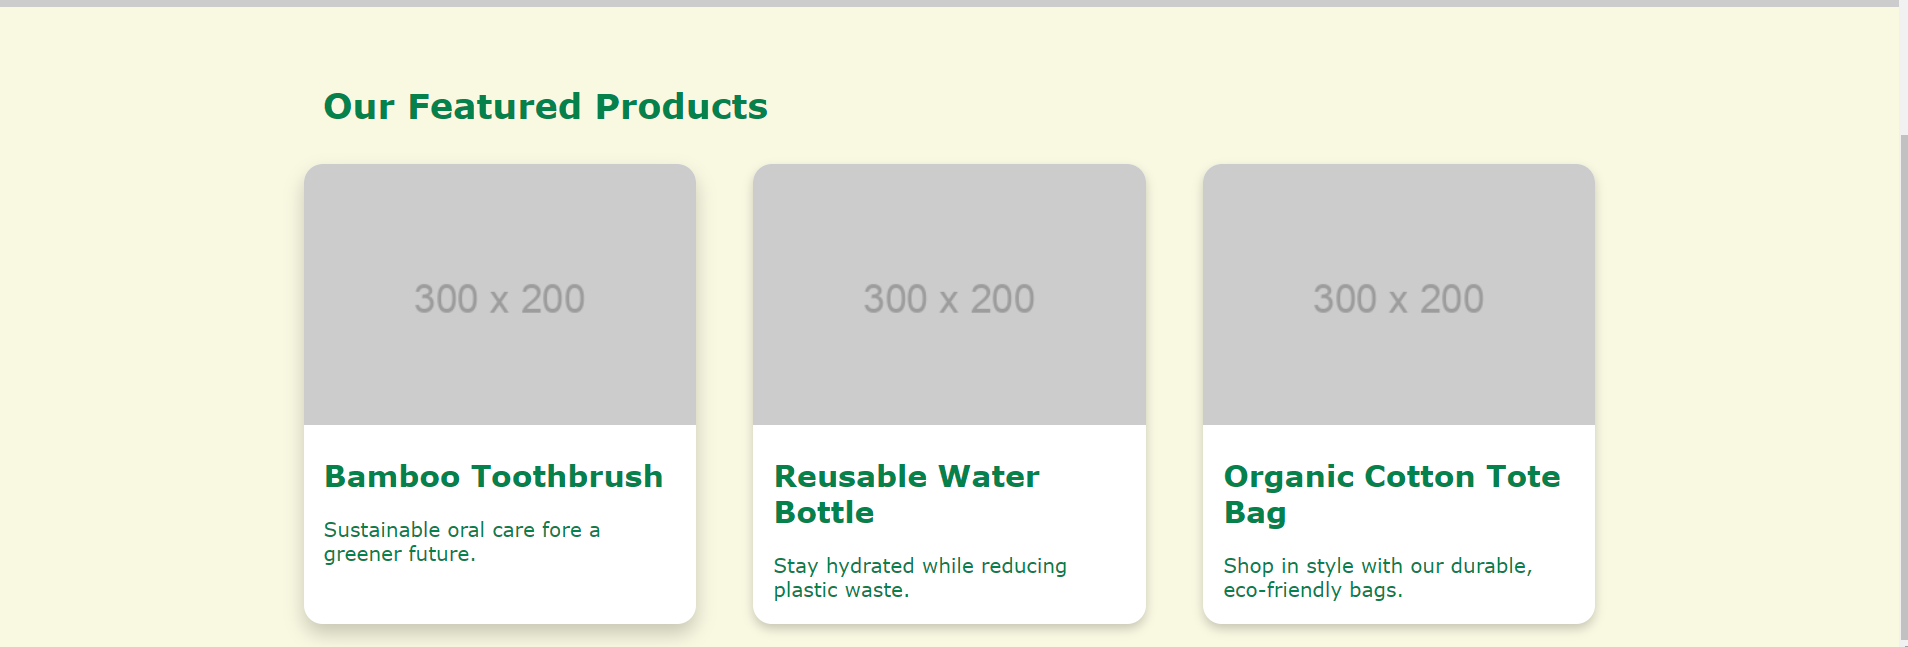 Our Featured Products
300 x 200
300 x 200
300 x 200
Bamboo Toothbrush
Sustainable oral care fore a
greener future.
Reusable Water
Bottle
Stay hydrated while reducing
plastic waste.
Organic Cotton Tote
Bag
Shop in style with our durable,
eco-friendly bags.